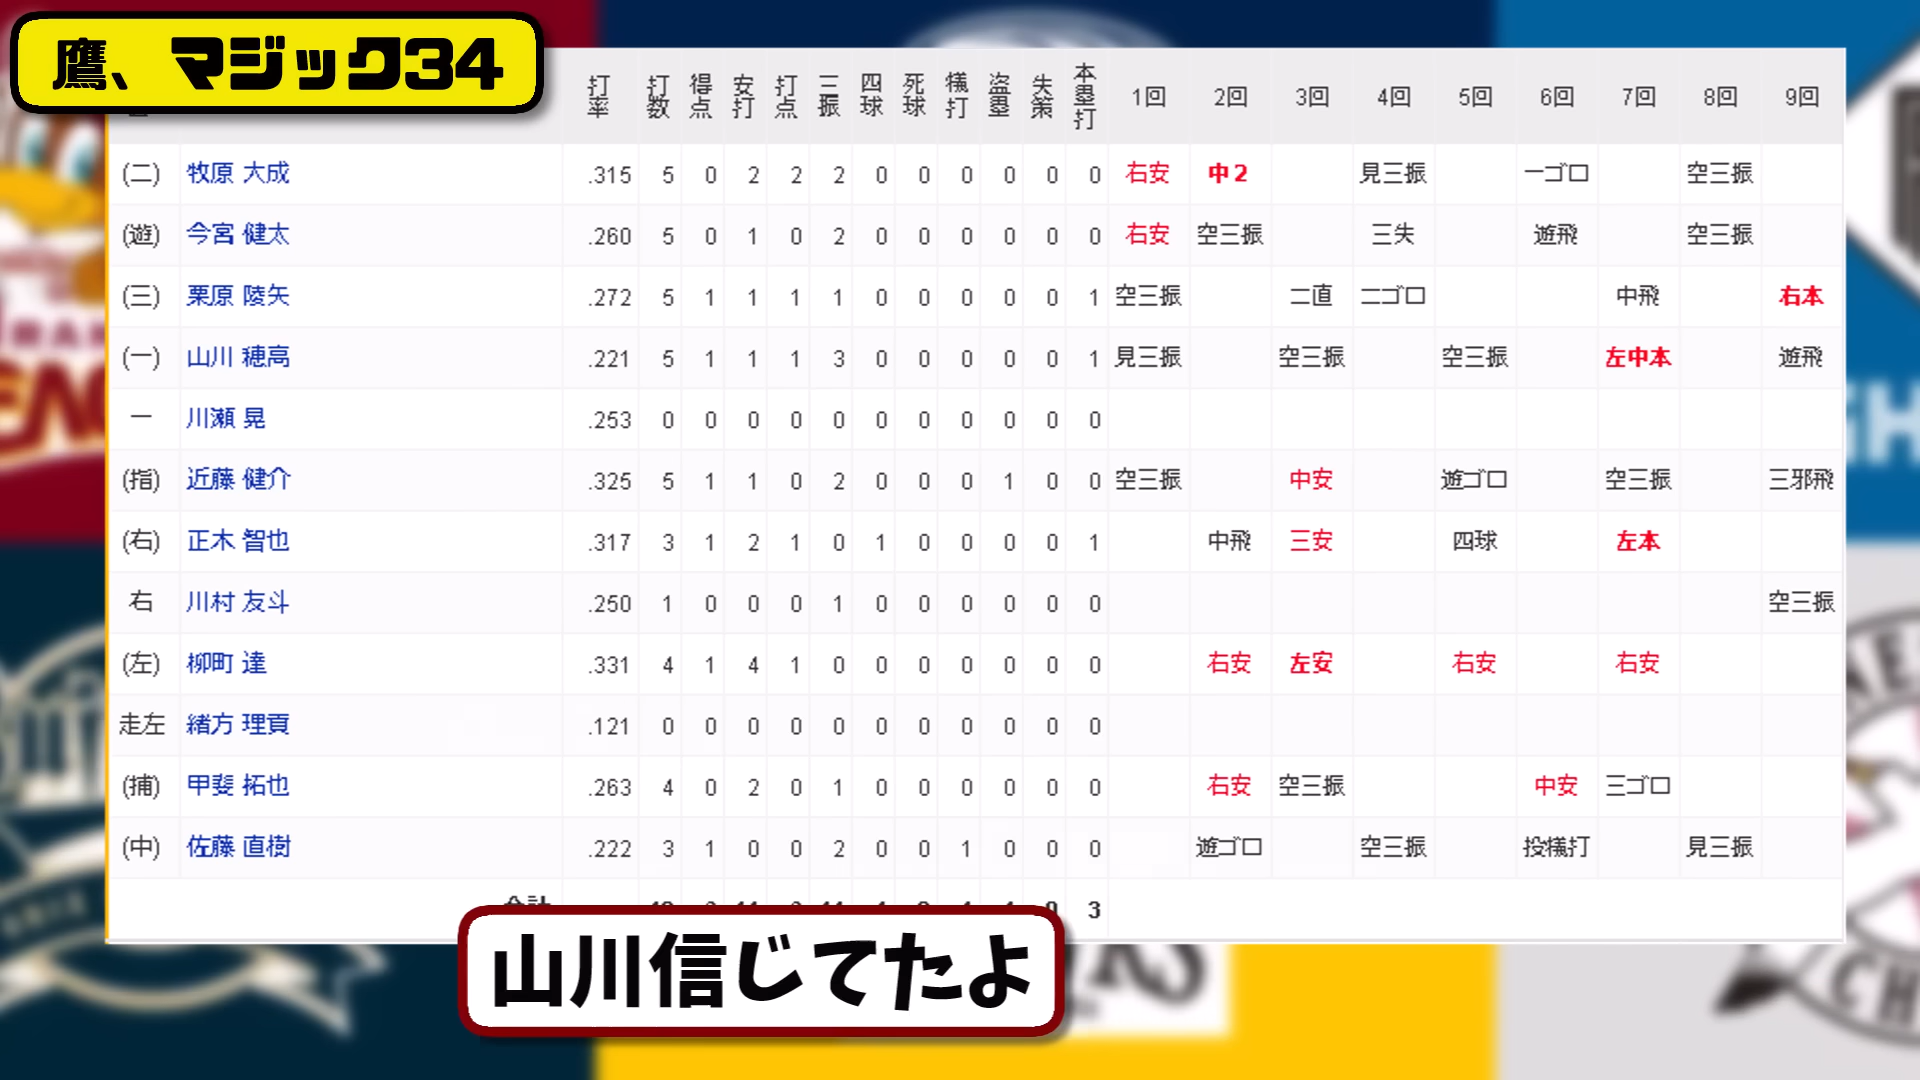 鷹、マジック34
打率 打数 得点 安打 打点 三振 四球 死球 犠打 盗塁 失策 本塁打 1回 2回 3回 4回 5回 6回 7回 8回 9回
(二) 牧原 大成 .315 5 0 2 2 2 0 0 0 0 0 0 右安 中2 見三振 一ゴロ 空三振
(遊) 今宮 健太 .260 5 0 1 0 2 0 0 0 0 0 0 右安 空三振 三失 遊飛 空三振
(三) 栗原 陵矢 .272 5 1 1 1 1 0 0 0 0 0 1 空三振 二直 二ゴロ 中飛 右本
(一) 山川 穂高 .221 5 1 1 1 3 0 0 0 0 0 1 見三振 空三振 空三振 左中本 遊飛
一 川瀬 晃 .253 0 0 0 0 0 0 0 0 0 0 0
(指) 近藤 健介 .325 5 1 1 0 2 0 0 0 1 0 0 空三振 中安 遊ゴロ 空三振 三邪飛
(右) 正木 智也 .317 3 1 2 1 0 1 0 0 0 0 1 中飛 三安 四球 左本
右 川村 友斗 .250 1 0 0 0 1 0 0 0 0 0 0 空三振
(左) 柳町 達 .331 4 1 4 1 0 0 0 0 0 0 0 右安 左安 右安 右安
走左 緒方 理貢 .121 0 0 0 0 0 0 0 0 0 0 0
(捕) 甲斐 拓也 .263 4 0 2 0 1 0 0 0 0 0 0 右安 空三振 中安 三ゴロ
(中) 佐藤 直樹 .222 3 1 0 0 2 0 0 1 0 0 0 遊ゴロ 空三振 投犠打 見三振
合計 3
山川信じてたよ